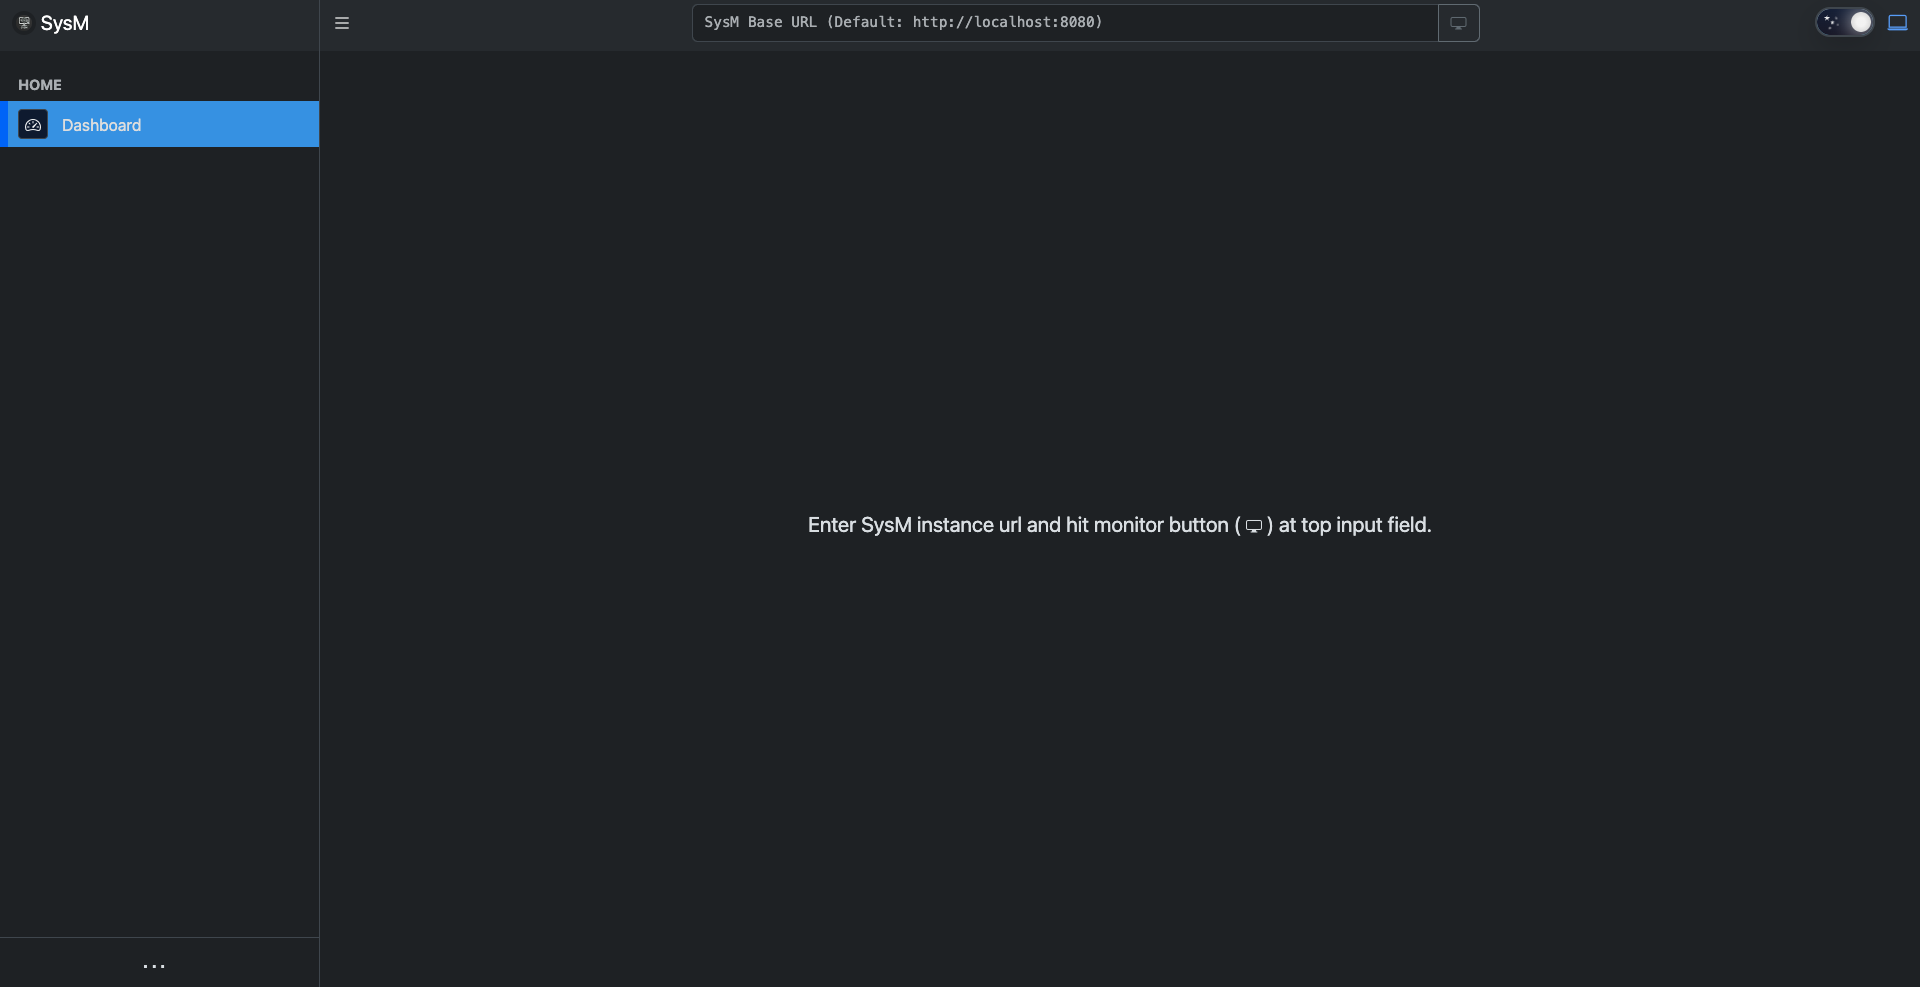 SysM
SysM Base URL (Default: http://localhost:8080)
HOME
Dashboard
Enter SysM instance url and hit monitor button ( ) at top input field.
...